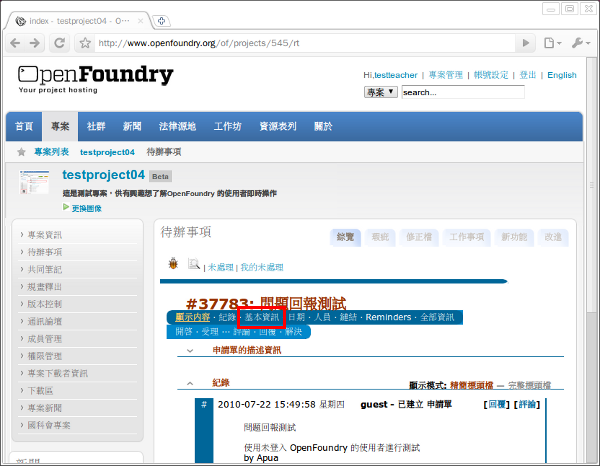 index - testproject04 - O...
http://www.openfoundry.org/of/projects/545/rt
OpenFoundry
Your project hosting
Hi,testteacher | 專案管理 | 帳號設定 | 登出 | English
專案 search...
首頁 專案 社群 新聞 法律源地 工作坊 資源表列 關於
專案列表 testproject04 待辦事項
testproject04 Beta
這是測試專案,供有興趣想了解OpenFoundry 的使用者即時操作
更換圖像
專案資訊
待辦事項
共同筆記
規畫釋出
版本控制
通訊論壇
成員管理
權限管理
專案下載者資訊
下載區
專案新聞
國科會專案
待辦事項
綜覽 瑕疵 修正檔 工作事項 新功能 改進
| 未處理 | 我的未處理
#37783: 問題回報測試
顯示內容 · 紀錄 · 基本資訊 · 日期 · 人員 · 鏈結 · Reminders · 全部資訊
開啓 · 受理 ··· 評論 · 回覆 · 解決
申請單的描述資訊
紀錄
顯示模式: 精簡標頭檔 — 完整標頭檔
# 2010-07-22 15:49:58 星期四 guest - 已建立 申請單 [回覆] [評論]
問題回報測試
使用未登入 OpenFoundry 的使用者進行測試
by Apua